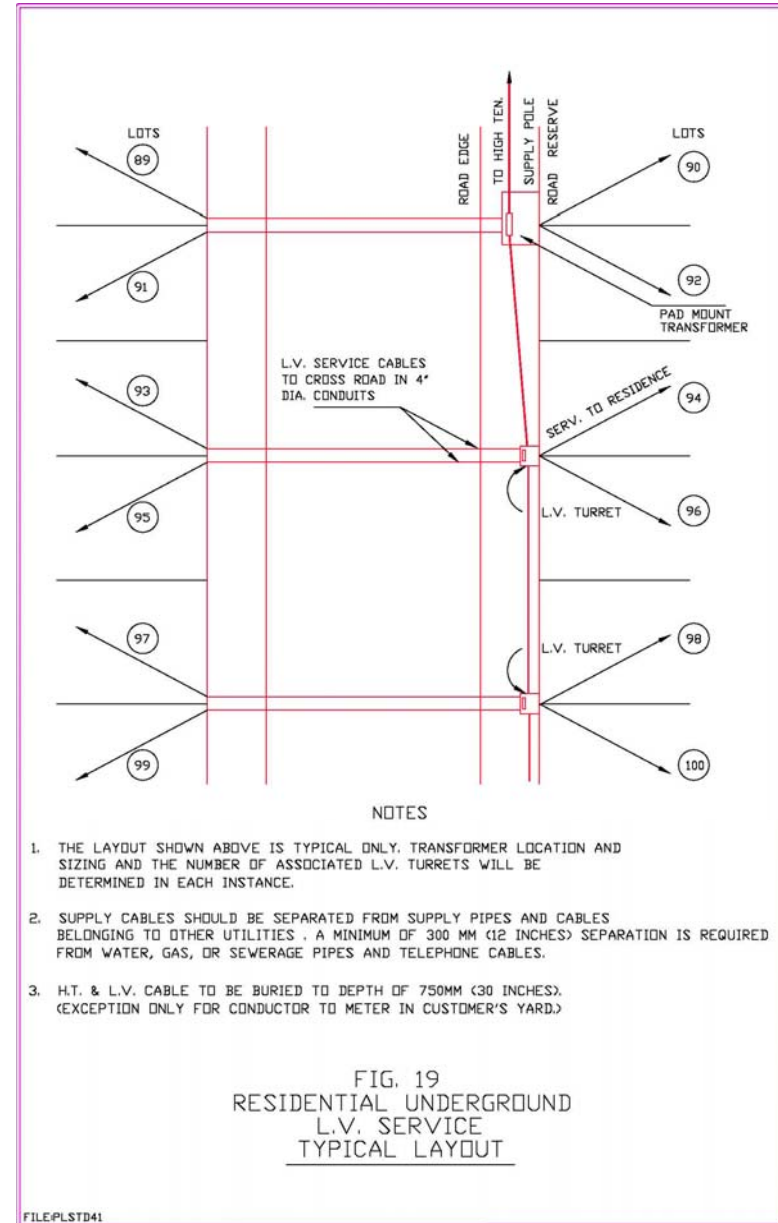 ROAD EDGE
TO HIGH TEN.
SUPPLY POLE
ROAD RESERVE
LOTS
89
LOTS
90
91
92
PAD MOUNT
TRANSFORMER
L.V. SERVICE CABLES
TO CROSS ROAD IN 4"
DIA. CONDUITS
93
SERV. TO RESIDENCE
94
95
L.V. TURRET
96
97
L.V. TURRET
98
99
100
NOTES
1. THE LAYOUT SHOWN ABOVE IS TYPICAL ONLY. TRANSFORMER LOCATION AND
SIZING AND THE NUMBER OF ASSOCIATED L.V. TURRETS WILL BE
DETERMINED IN EACH INSTANCE.
2. SUPPLY CABLES SHOULD BE SEPARATED FROM SUPPLY PIPES AND CABLES
BELONGING TO OTHER UTILITIES . A MINIMUM OF 300 MM (12 INCHES) SEPARATION IS REQUIRED
FROM WATER, GAS, OR SEWERAGE PIPES AND TELEPHONE CABLES.
3. H.T. & L.V. CABLE TO BE BURIED TO DEPTH OF 750MM (30 INCHES).
(EXCEPTION ONLY FOR CONDUCTOR TO METER IN CUSTOMER'S YARD.)
FIG. 19
RESIDENTIAL UNDERGROUND
L.V. SERVICE
TYPICAL LAYOUT
FILE:PLSTD41